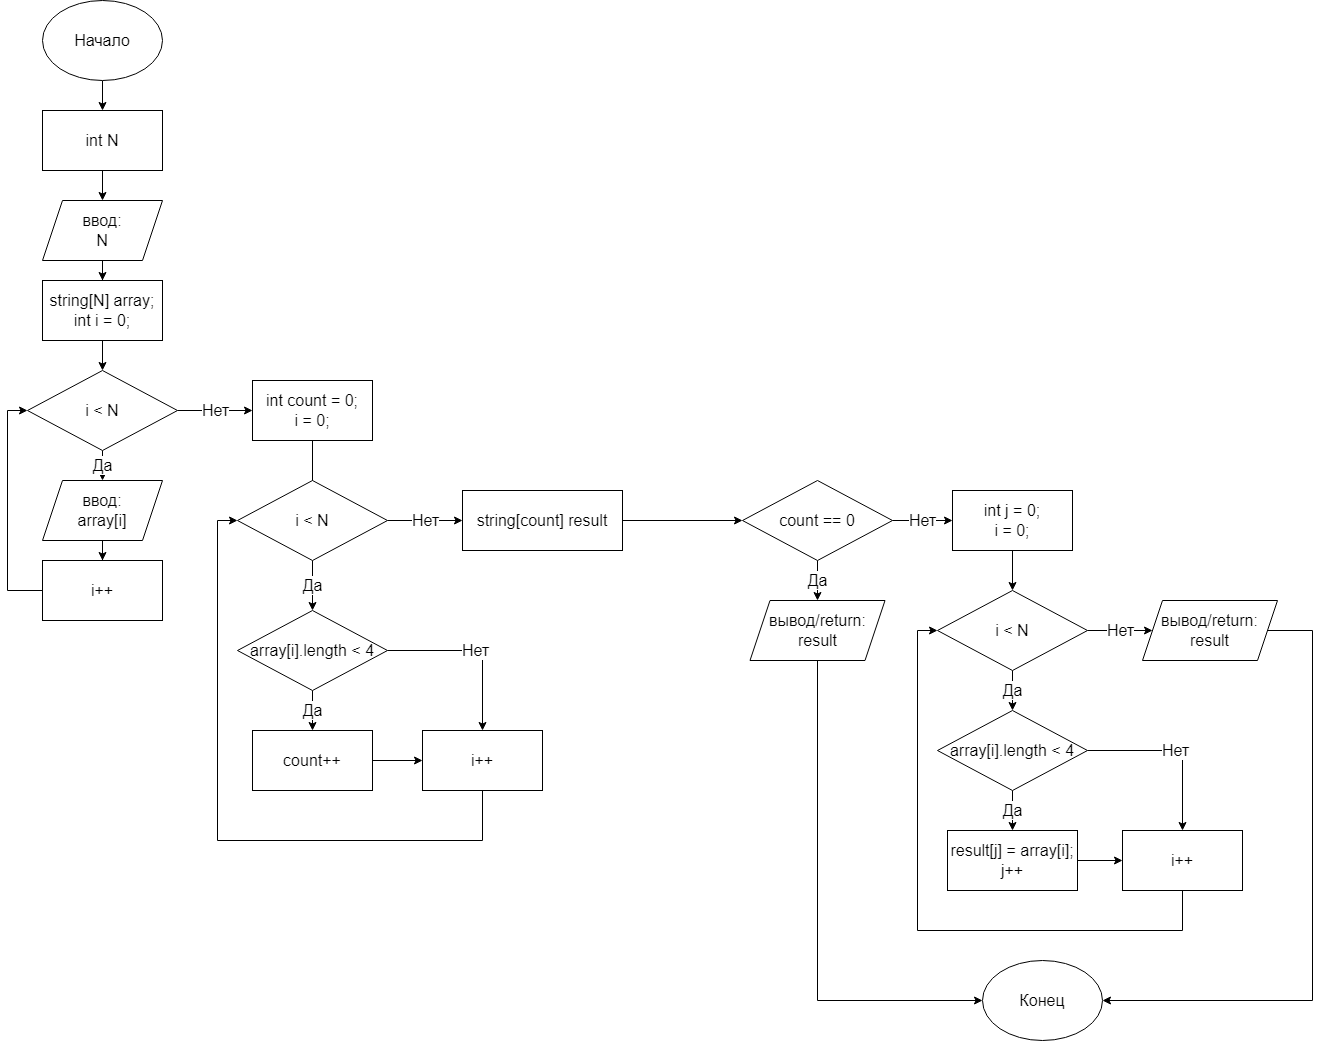 Начало
int N
ввод:
N
string[N] array;
int i = 0;
i < N
Нет
Да
ввод:
array[i]
i++
int count = 0;
i = 0;
i < N
Нет
Да
array[i].length < 4
Нет
Да
count++
i++
string[count] result
count == 0
Нет
Да
вывод/return:
result
int j = 0;
i = 0;
i < N
Нет
вывод/return:
result
Да
array[i].length < 4
Нет
Да
result[j] = array[i];
j++
i++
Конец